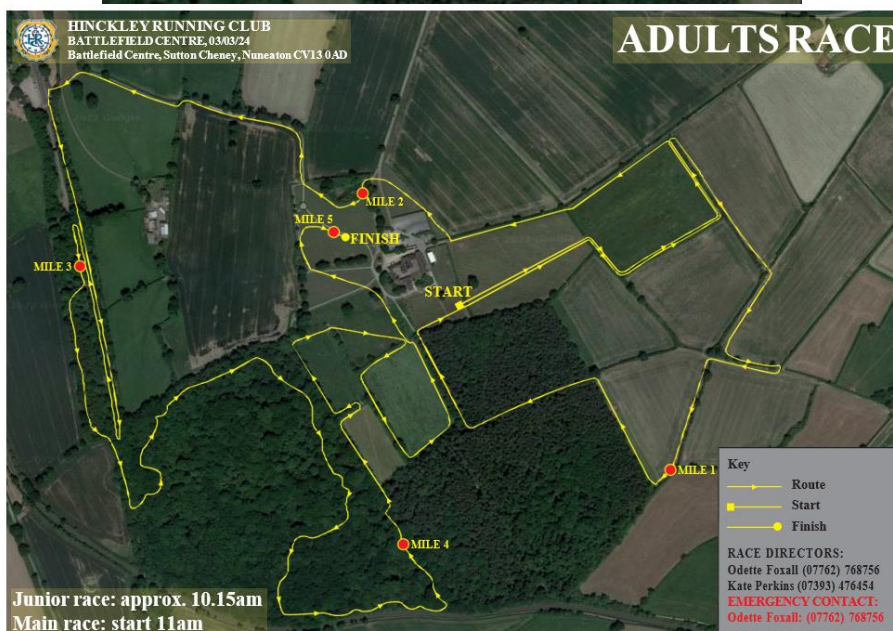 HINCKLEY RUNNING CLUB
BATTLEFIELD CENTRE, 03/03/24
Battlefield Centre, Sutton Cheney, Nuneaton CV13 0AD
ADULTS RACE
MILE 2
MILE 5
FINISH
MILE 3
START
MILE 1
MILE 4
Key
Route
Start
Finish
RACE DIRECTORS:
Odette Foxall (07762) 768756
Kate Perkins (07393) 476454
EMERGENCY CONTACT:
Odette Foxall: (07762) 768756
Junior race: approx. 10.15am
Main race: start 11am